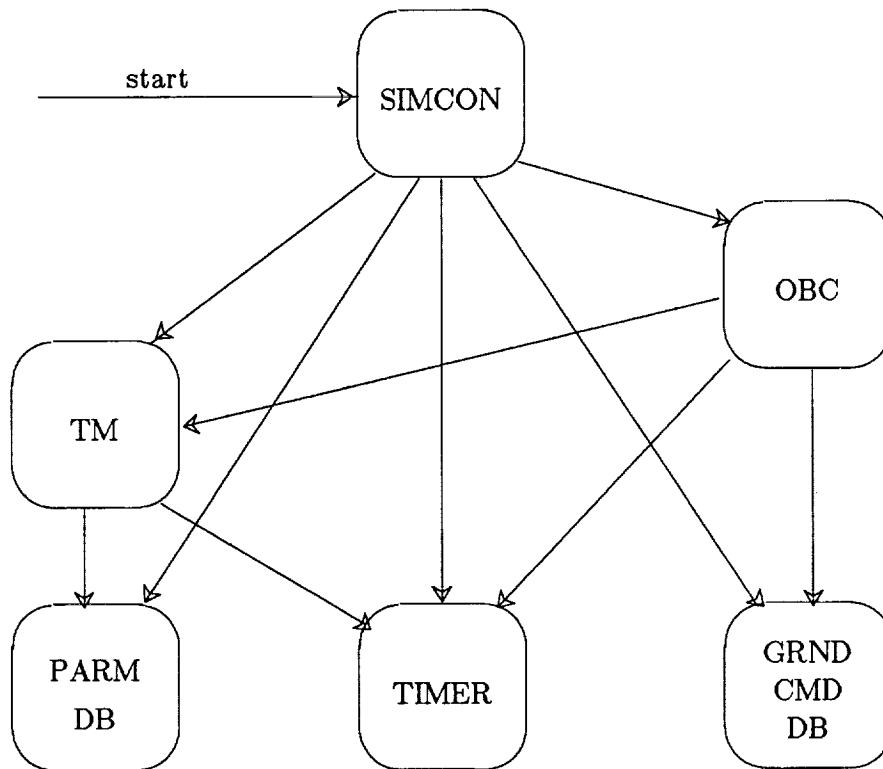 start
SIMCON
OBC
TM
PARM
DB
TIMER
GRND
CMD
DB